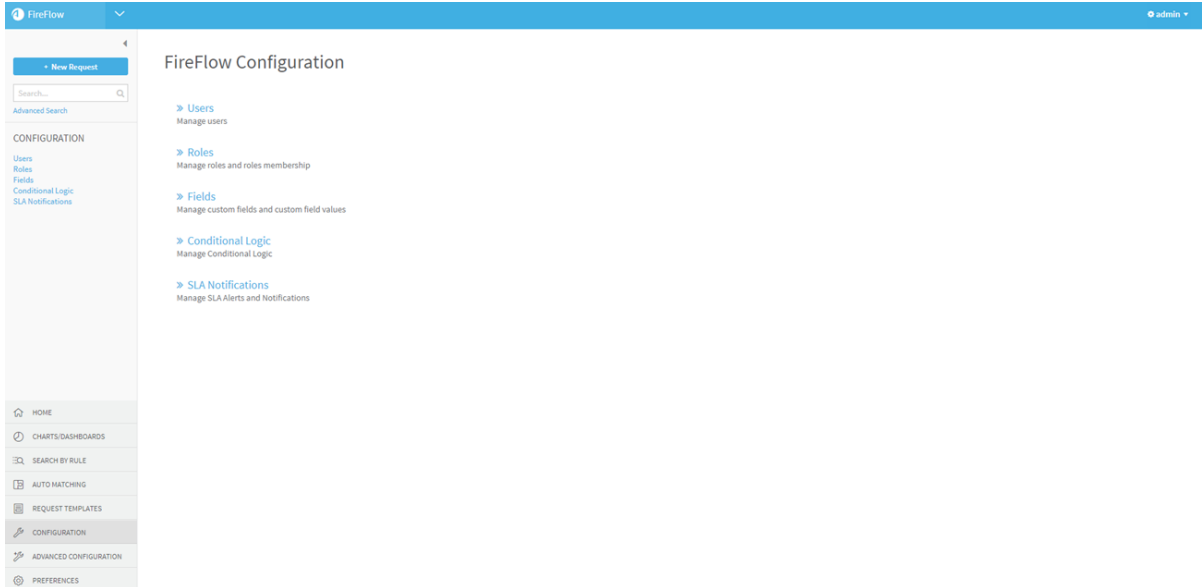 FireFlow
admin
+ New Request
Search...
Advanced Search
CONFIGURATION
Users
Roles
Fields
Conditional Logic
SLA Notifications
HOME
CHARTS/DASHBOARDS
SEARCH BY RULE
AUTO MATCHING
REQUEST TEMPLATES
CONFIGURATION
ADVANCED CONFIGURATION
PREFERENCES
FireFlow Configuration
» Users
Manage users
» Roles
Manage roles and roles membership
» Fields
Manage custom fields and custom field values
» Conditional Logic
Manage Conditional Logic
» SLA Notifications
Manage SLA Alerts and Notifications